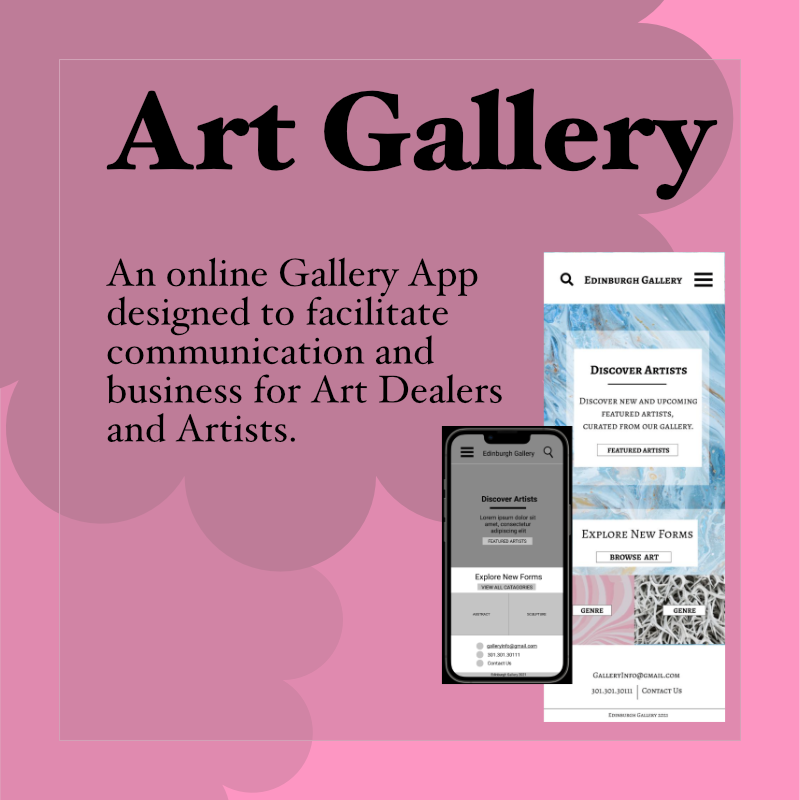 Art Gallery
An online Gallery App
designed to facilitate
communication and
business for Art Dealers
and Artists.
Edinburgh Gallery
Discover Artists
Discover new and upcoming
featured artists,
curated from our gallery.
Featured Artists
Explore New Forms
Browse Art
Genre
Genre
GalleryInfo@gmail.com
301.301.30111 | Contact Us
Edinburgh Gallery 2021
Edinburgh Gallery
Discover Artists
Lorem ipsum dolor sit
amet, consectetur
adipiscing elit
FEATURED ARTISTS
Explore New Forms
VIEW ALL CATAGORIES
ABSTRACT
SCULPTURE
galleryinfo@gmail.com
301.301.30111
Contact Us
Edinburgh Gallery 2021